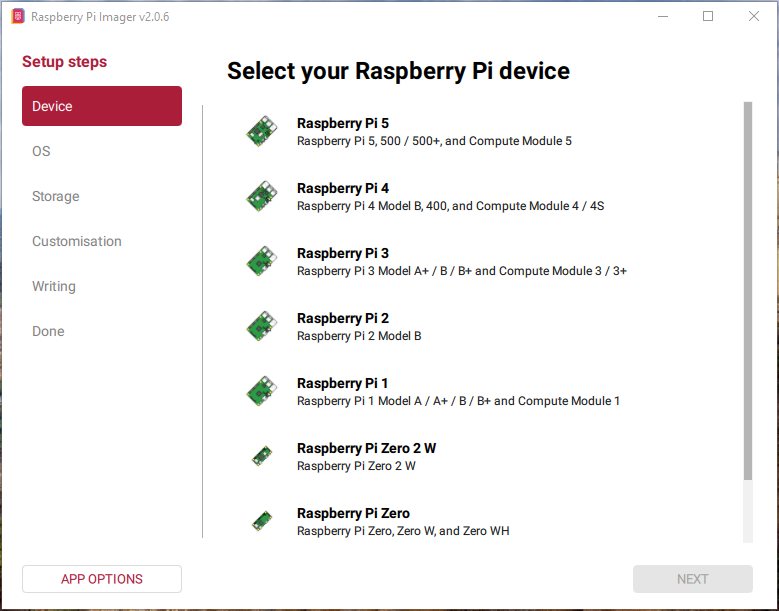 Raspberry Pi Imager v2.0.6
Setup steps
Device
OS
Storage
Customisation
Writing
Done
APP OPTIONS
Select your Raspberry Pi device
Raspberry Pi 5
Raspberry Pi 5, 500 / 500+, and Compute Module 5
Raspberry Pi 4
Raspberry Pi 4 Model B, 400, and Compute Module 4 / 4S
Raspberry Pi 3
Raspberry Pi 3 Model A+ / B / B+ and Compute Module 3 / 3+
Raspberry Pi 2
Raspberry Pi 2 Model B
Raspberry Pi 1
Raspberry Pi 1 Model A / A+ / B / B+ and Compute Module 1
Raspberry Pi Zero 2 W
Raspberry Pi Zero 2 W
Raspberry Pi Zero
Raspberry Pi Zero, Zero W, and Zero WH
NEXT